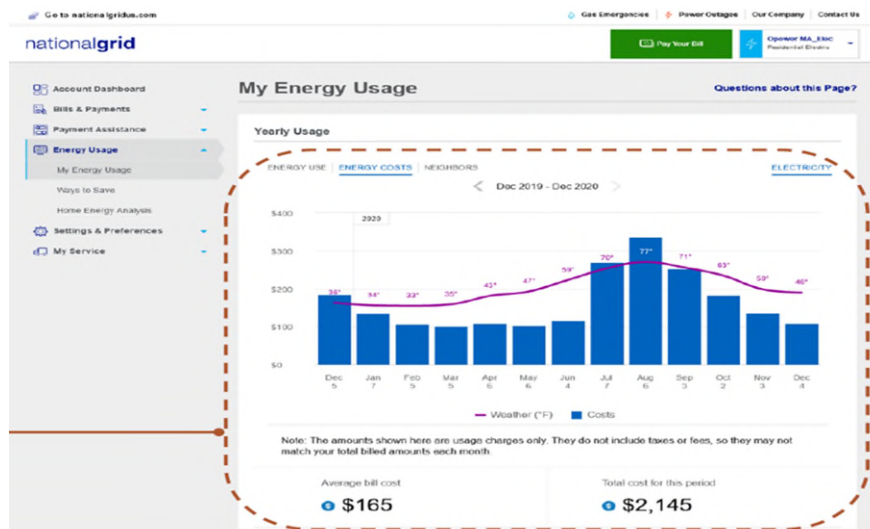 Go to nationalgridus.com
Gas Emergencies
Power Outages
Our Company
Contact Us
nationalgrid
Pay Your Bill
Opower MA_Elec
Residential Electric
Account Dashboard
Bills & Payments
Payment Assistance
Energy Usage
My Energy Usage
Ways to Save
Home Energy Analysis
Settings & Preferences
My Service
My Energy Usage
Questions about this Page?
Yearly Usage
ENERGY USE
ENERGY COSTS
NEIGHBORS
ELECTRICITY
Dec 2019 - Dec 2020
$400
$300
$200
$100
$0
2020
36° 34° 33° 35° 43° 47° 59° 70° 77° 71° 63° 50° 46°
Dec Jan Feb Mar Apr May Jun Jul Aug Sep Oct Nov Dec
5 7 5 5 6 6 4 7 6 3 2 3 4
Weather (°F)
Costs
Note: The amounts shown here are usage charges only. They do not include taxes or fees, so they may not
match your total billed amounts each month.
Average bill cost
$165
Total cost for this period
$2,145